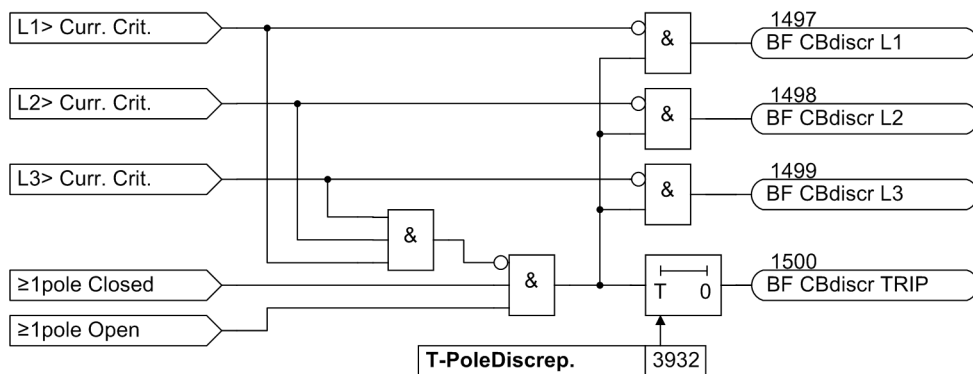 L1> Curr. Crit.
&
1497
BF CBdiscr L1
L2> Curr. Crit.
&
1498
BF CBdiscr L2
L3> Curr. Crit.
&
1499
BF CBdiscr L3
&
≥1pole Closed
&
T 0
1500
BF CBdiscr TRIP
≥1pole Open
T-PoleDiscrep. 3932